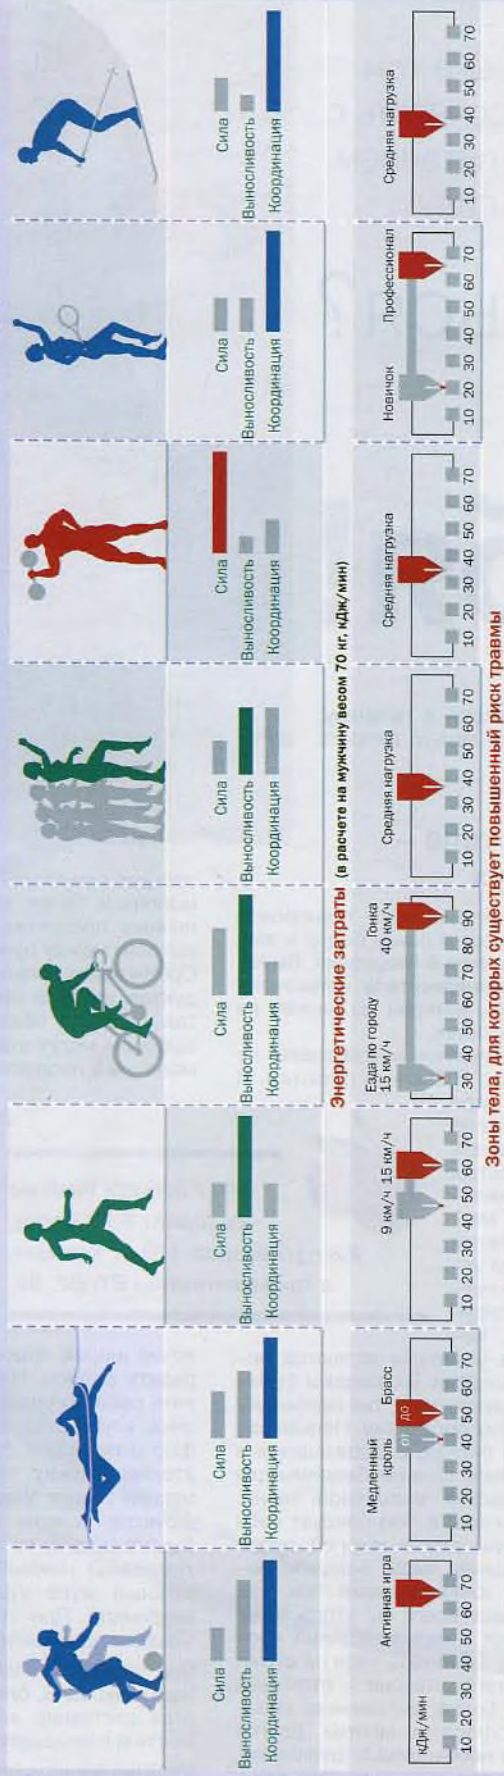 Сила
Выносливость
Координация
Сила
Выносливость
Координация
Сила
Выносливость
Координация
Сила
Выносливость
Координация
Сила
Выносливость
Координация
Сила
Выносливость
Координация
Сила
Выносливость
Координация
Сила
Выносливость
Координация
Энергетические затраты (в расчете на мужчину весом 70 кг, кДж/мин)
Активная игра
кДж/мин
10 20 30 40 50 60 70
Медленный
кроль
Брасс
от до
10 20 30 40 50 60 70
9 км/ч 15 км/ч
10 20 30 40 50 60 70
Езда по городу
15 км/ч
Гонка
40 км/ч
30 40 50 60 70 80 90
Средняя нагрузка
10 20 30 40 50 60 70
Средняя нагрузка
10 20 30 40 50 60 70
Новичок Профессионал
10 20 30 40 50 60 70
Средняя нагрузка
10 20 30 40 50 60 70
Зоны тела, для которых существует повышенный риск травмы